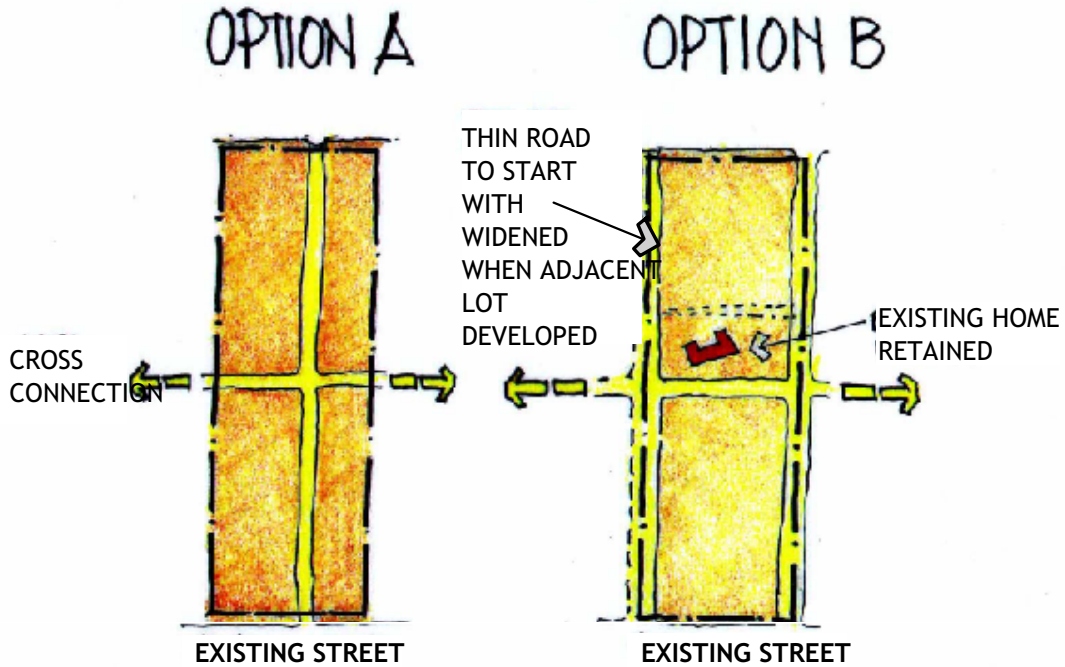 OPTION A
OPTION B
THIN ROAD
TO START
WITH
WIDENED
WHEN ADJACENT
LOT
DEVELOPED
EXISTING HOME
RETAINED
CROSS
CONNECTION
EXISTING STREET
EXISTING STREET